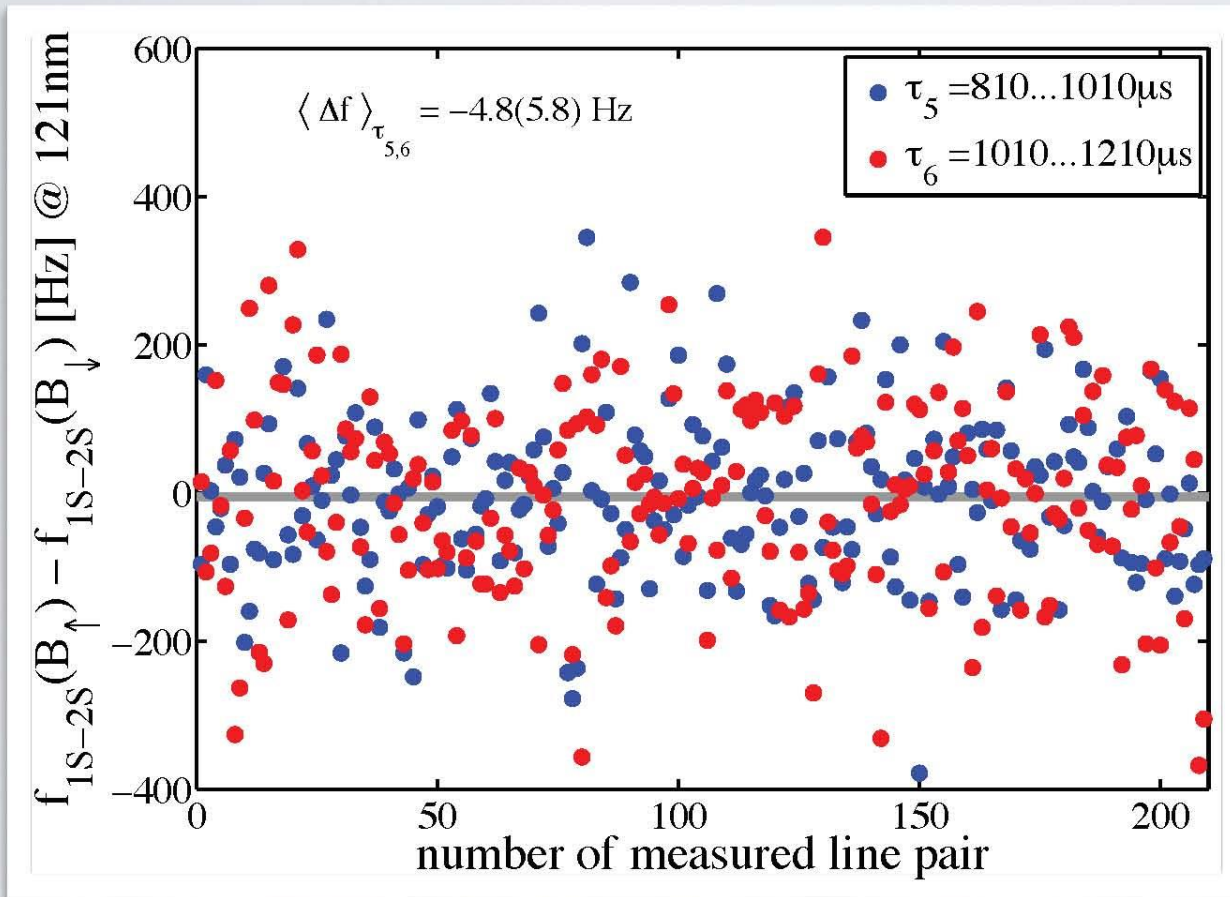 f1S−2S(B↑) − f1S−2S(B↓) [Hz] @ 121nm
600
400
200
0
−200
−400
⟨ Δf ⟩τ5,6 = −4.8(5.8) Hz
τ5 =810...1010μs
τ6 =1010...1210μs
0
50
100
150
200
number of measured line pair